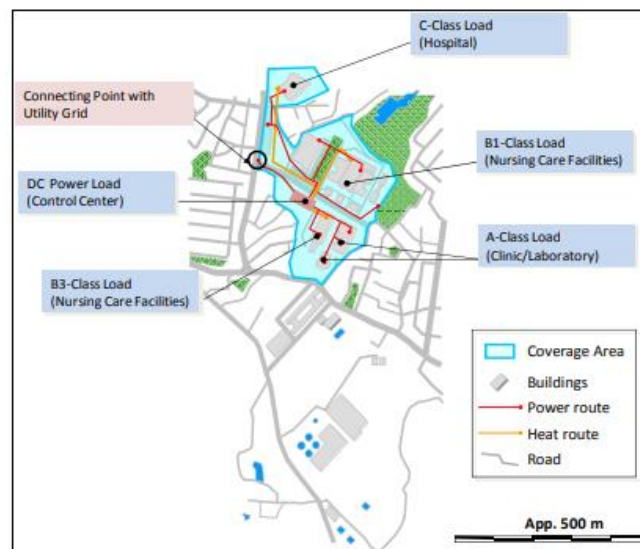 C-Class Load
(Hospital)
Connecting Point with
Utility Grid
B1-Class Load
(Nursing Care Facilities)
DC Power Load
(Control Center)
A-Class Load
(Clinic/Laboratory)
B3-Class Load
(Nursing Care Facilities)
Coverage Area
Buildings
Power route
Heat route
Road
App. 500 m